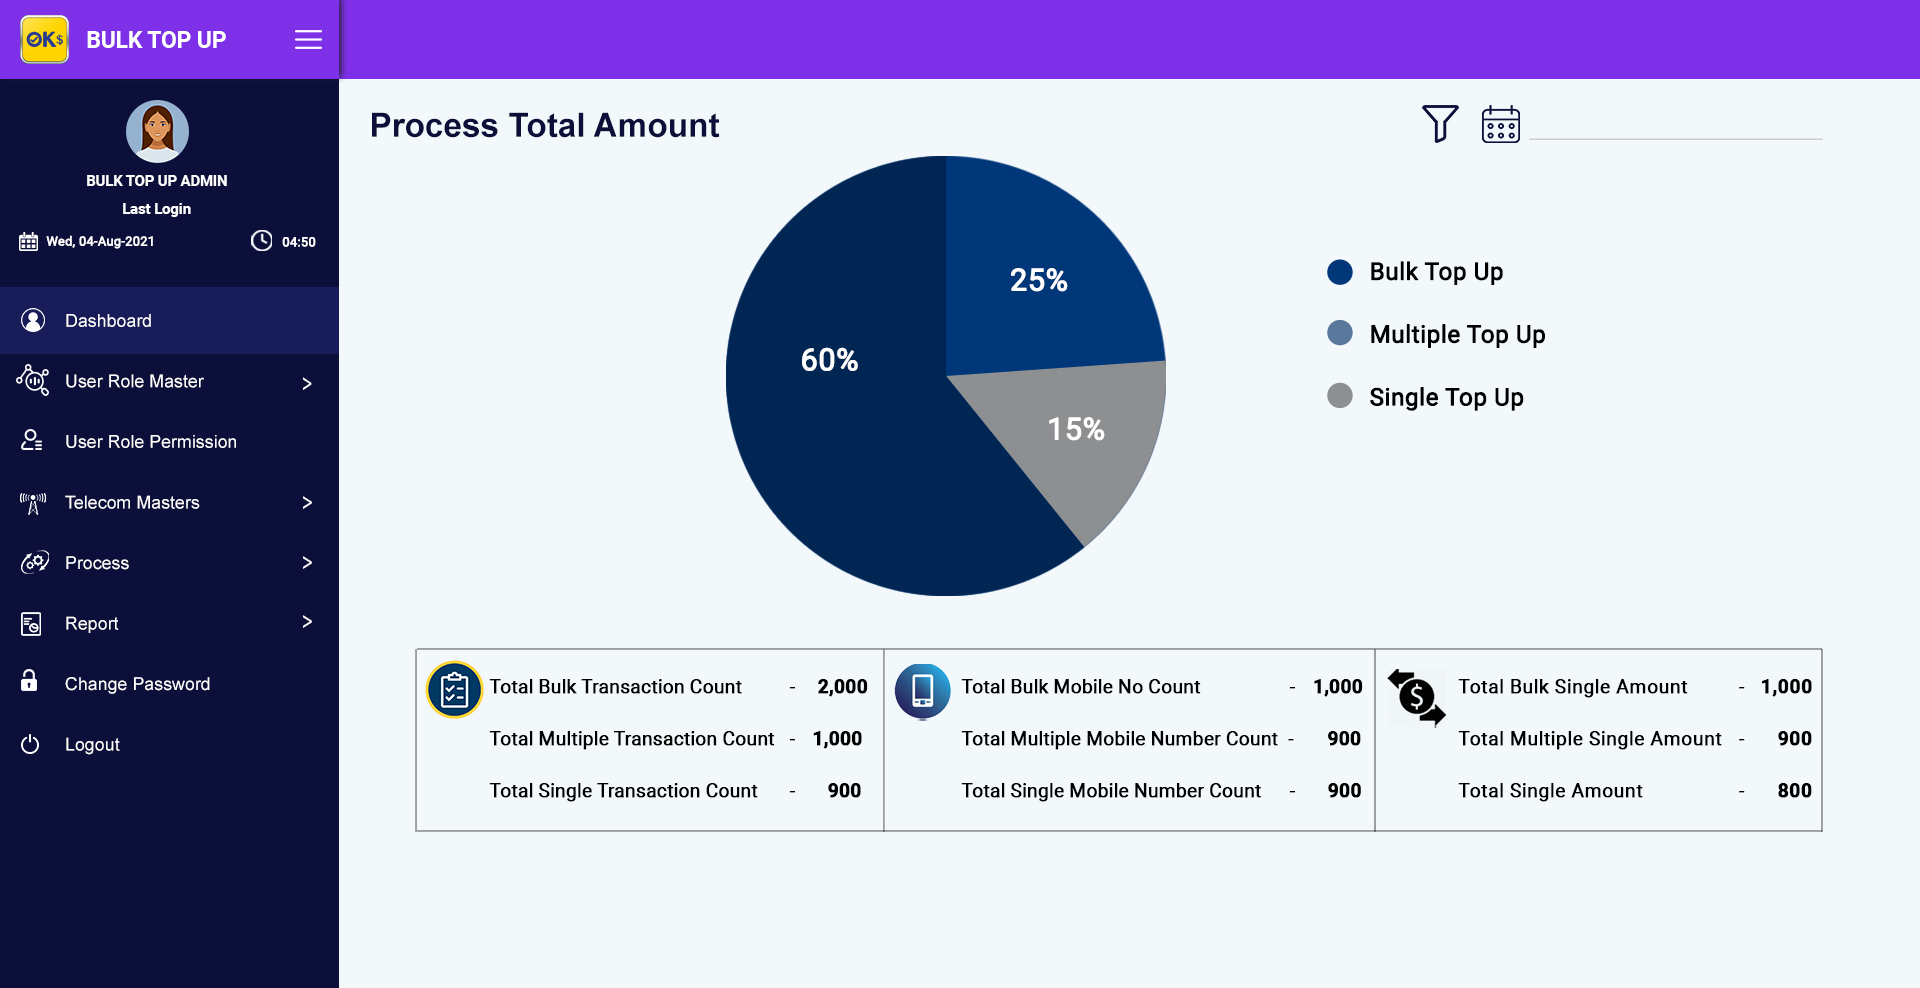 OK$ BULK TOP UP
BULK TOP UP ADMIN
Last Login
Wed, 04-Aug-2021 04:50
Dashboard
User Role Master >
User Role Permission
Telecom Masters >
Process >
Report >
Change Password
Logout
Process Total Amount
25%
60%
15%
Bulk Top Up
Multiple Top Up
Single Top Up
Total Bulk Transaction Count - 2,000
Total Multiple Transaction Count - 1,000
Total Single Transaction Count - 900
Total Bulk Mobile No Count - 1,000
Total Multiple Mobile Number Count - 900
Total Single Mobile Number Count - 900
$
Total Bulk Single Amount - 1,000
Total Multiple Single Amount - 900
Total Single Amount - 800